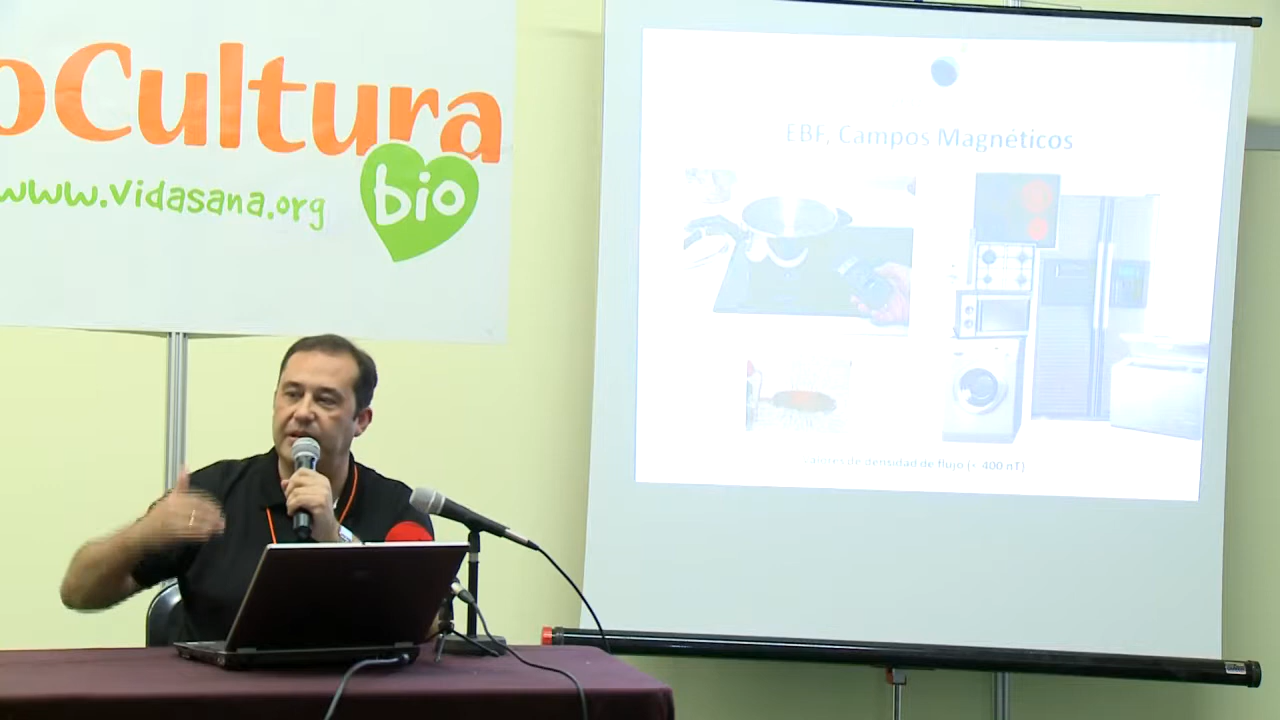 oCultura
www.vidasana.org
bio
EBF, Campos Magnéticos
de densidad de flujo (< 400 nT)